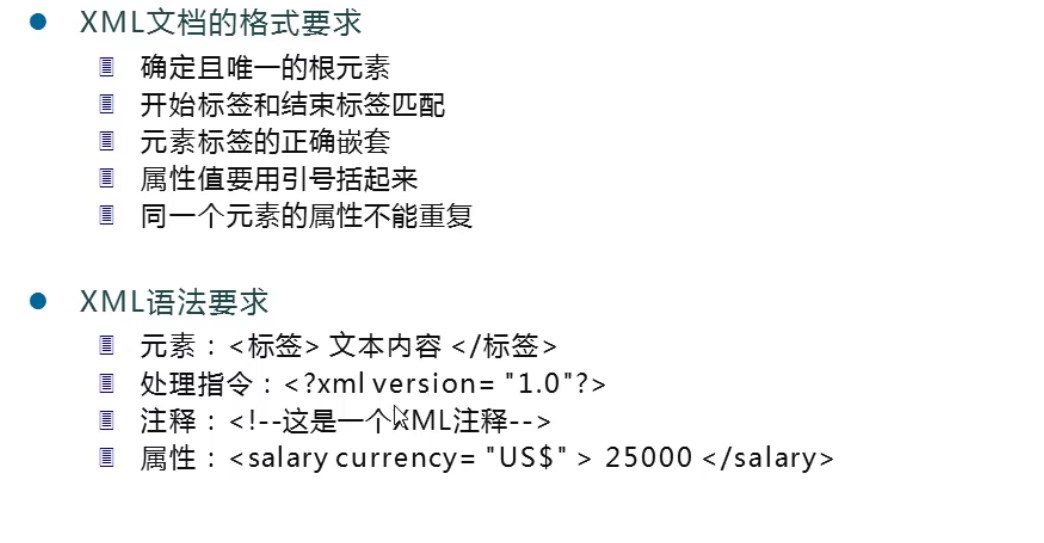 XML文档的格式要求
确定且唯一的根元素
开始标签和结束标签匹配
元素标签的正确嵌套
属性值要用引号括起来
同一个元素的属性不能重复
XML语法要求
元素：<标签> 文本内容 </标签>
处理指令：<?xml version= "1.0"?>
注释：<!--这是一个XML注释-->
属性：<salary currency= "US$" > 25000 </salary>